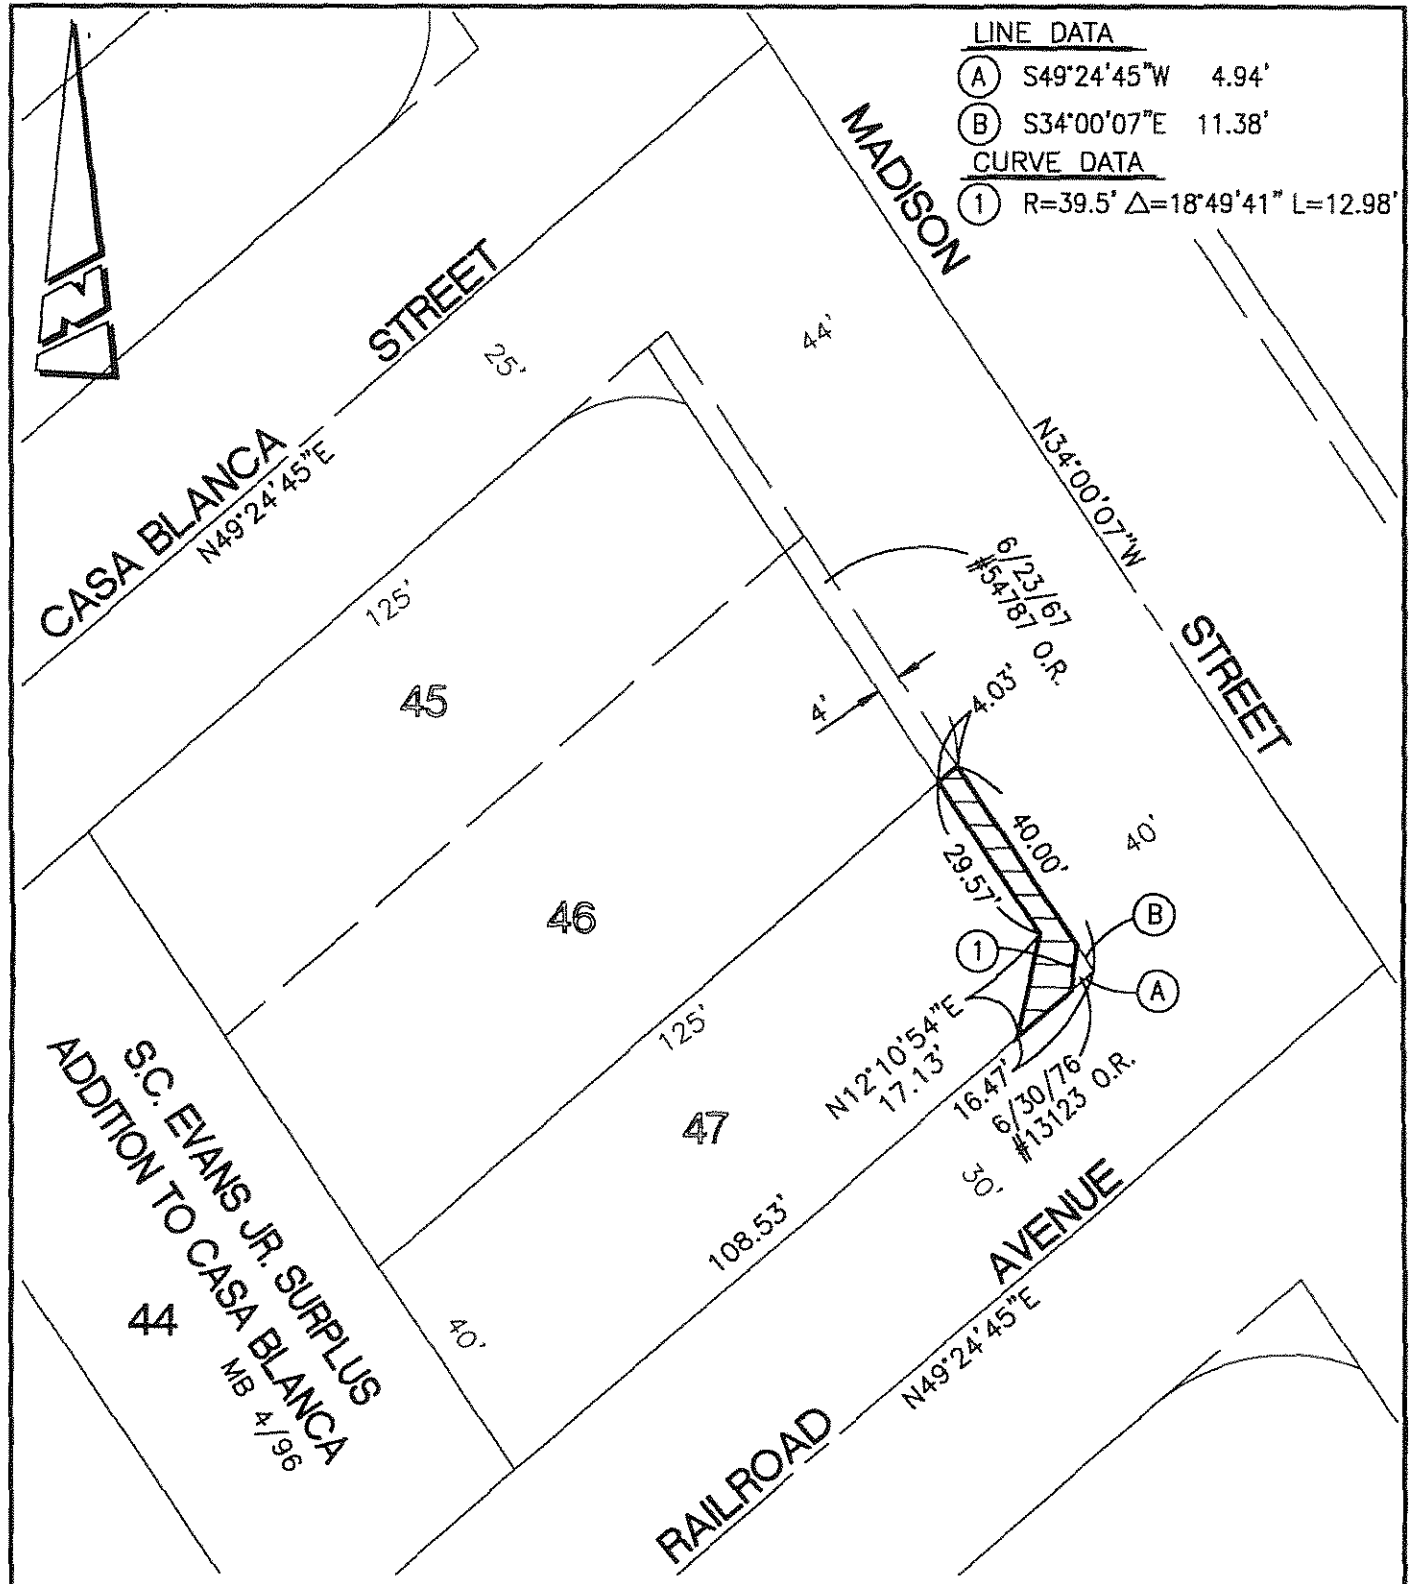 LINE DATA
A S49°24'45"W 4.94'
B S34°00'07"E 11.38'
CURVE DATA
1 R=39.5' Δ=18°49'41" L=12.98'
N
MADISON
STREET
25'
44'
CASA BLANCA
N49°24'45"E
N34°00'07"W
125'
6/23/67
#54787 O.R.
STREET
45
4'
4.03'
40.00'
40'
29.57'
46
B
1
A
125'
N12°10'54"E
17.13'
16.47'
6/30/76
#13123 O.R.
47
30'
S.C. EVANS JR. SURPLUS
ADDITION TO CASA BLANCA
MB 4/96
108.53'
AVENUE
N49°24'45"E
44
40'
RAILROAD